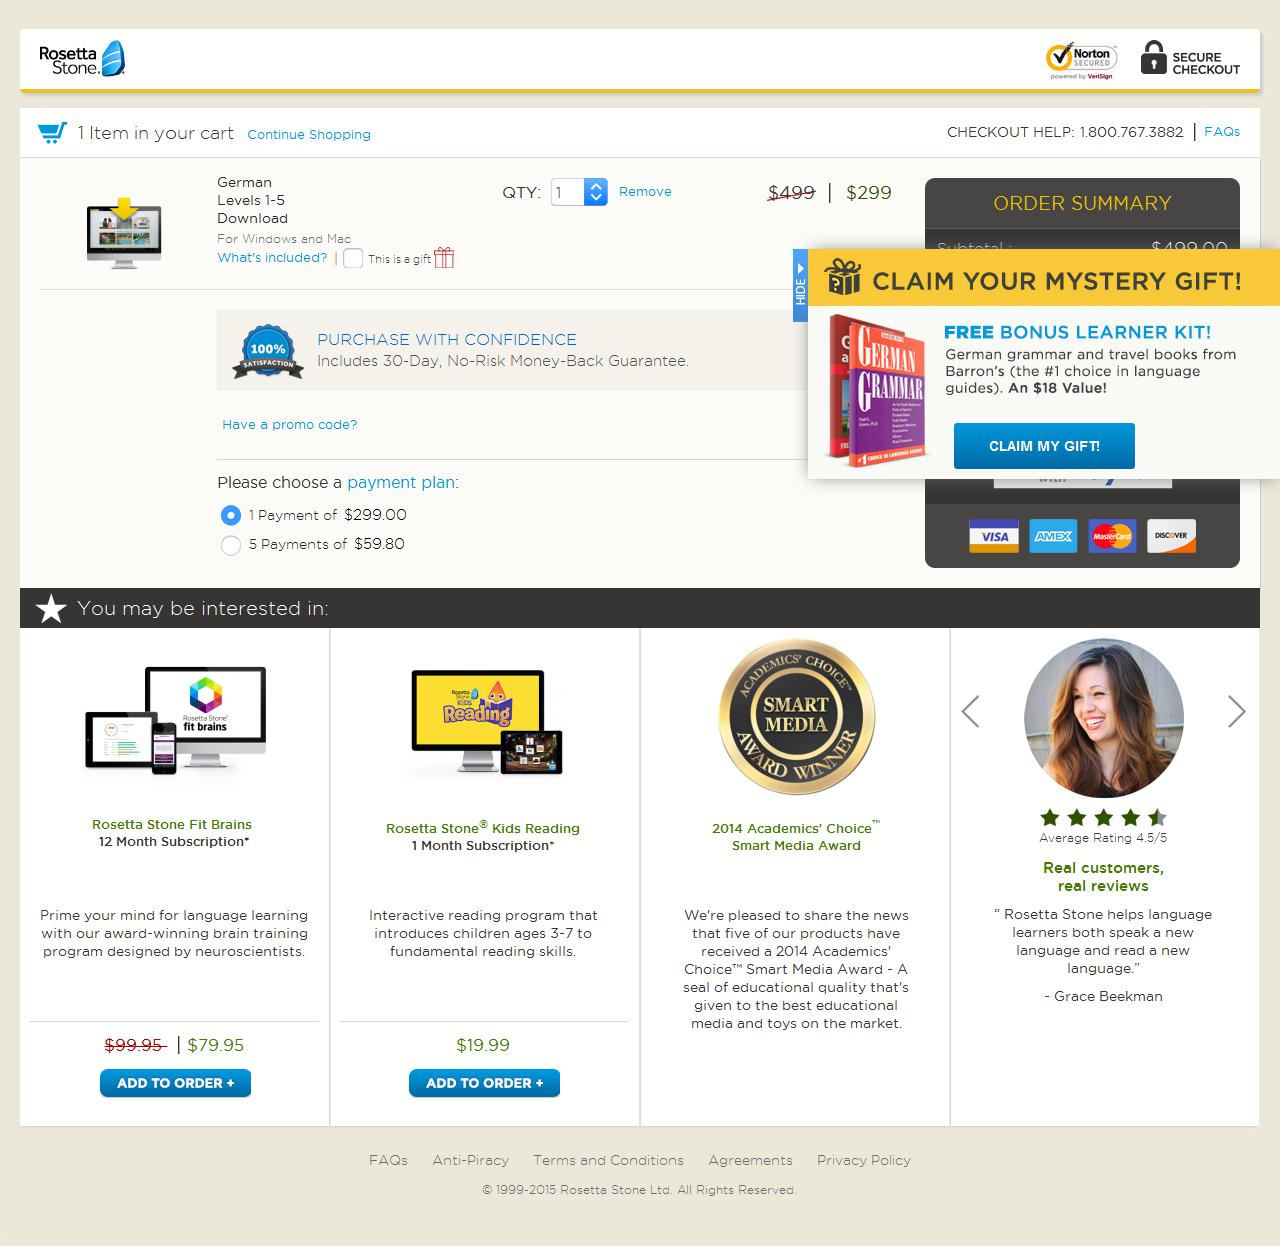 Rosetta
Stone.
Norton
SECURED
powered by VeriSign
SECURE
CHECKOUT
1 Item in your cart Continue Shopping
CHECKOUT HELP: 1.800.767.3882 | FAQs
German
Levels 1-5
Download
For Windows and Mac
What's included? | This is a gift
QTY: 1 Remove
$499 | $299
ORDER SUMMARY
Subtotal : $499.00
HIDE
CLAIM YOUR MYSTERY GIFT!
GERMAN
GRAMMAR
#1 CHOICE IN LANGUAGE GUIDES
FREE BONUS LEARNER KIT!
German grammar and travel books from
Barron's (the #1 choice in language
guides). An $18 Value!
CLAIM MY GIFT!
VISA
AMEX
MasterCard
DISCOVER
100%
SATISFACTION
PURCHASE WITH CONFIDENCE
Includes 30-Day, No-Risk Money-Back Guarantee.
Have a promo code?
Please choose a payment plan:
1 Payment of $299.00
5 Payments of $59.80
You may be interested in:
Rosetta Stone®
fit brains
Rosetta Stone Fit Brains
12 Month Subscription*
Prime your mind for language learning
with our award-winning brain training
program designed by neuroscientists.
$99.95 | $79.95
ADD TO ORDER +
Rosetta
Stone
KIDS
Reading
Rosetta Stone® Kids Reading
1 Month Subscription*
Interactive reading program that
introduces children ages 3-7 to
fundamental reading skills.
$19.99
ADD TO ORDER +
ACADEMICS' CHOICE™
SMART
MEDIA
AWARD WINNER
2014 Academics' Choice™
Smart Media Award
We're pleased to share the news
that five of our products have
received a 2014 Academics'
Choice™ Smart Media Award - A
seal of educational quality that's
given to the best educational
media and toys on the market.
Average Rating 4.5/5
Real customers,
real reviews
“ Rosetta Stone helps language
learners both speak a new
language and read a new
language.”
- Grace Beekman
FAQs Anti-Piracy Terms and Conditions Agreements Privacy Policy
© 1999-2015 Rosetta Stone Ltd. All Rights Reserved.